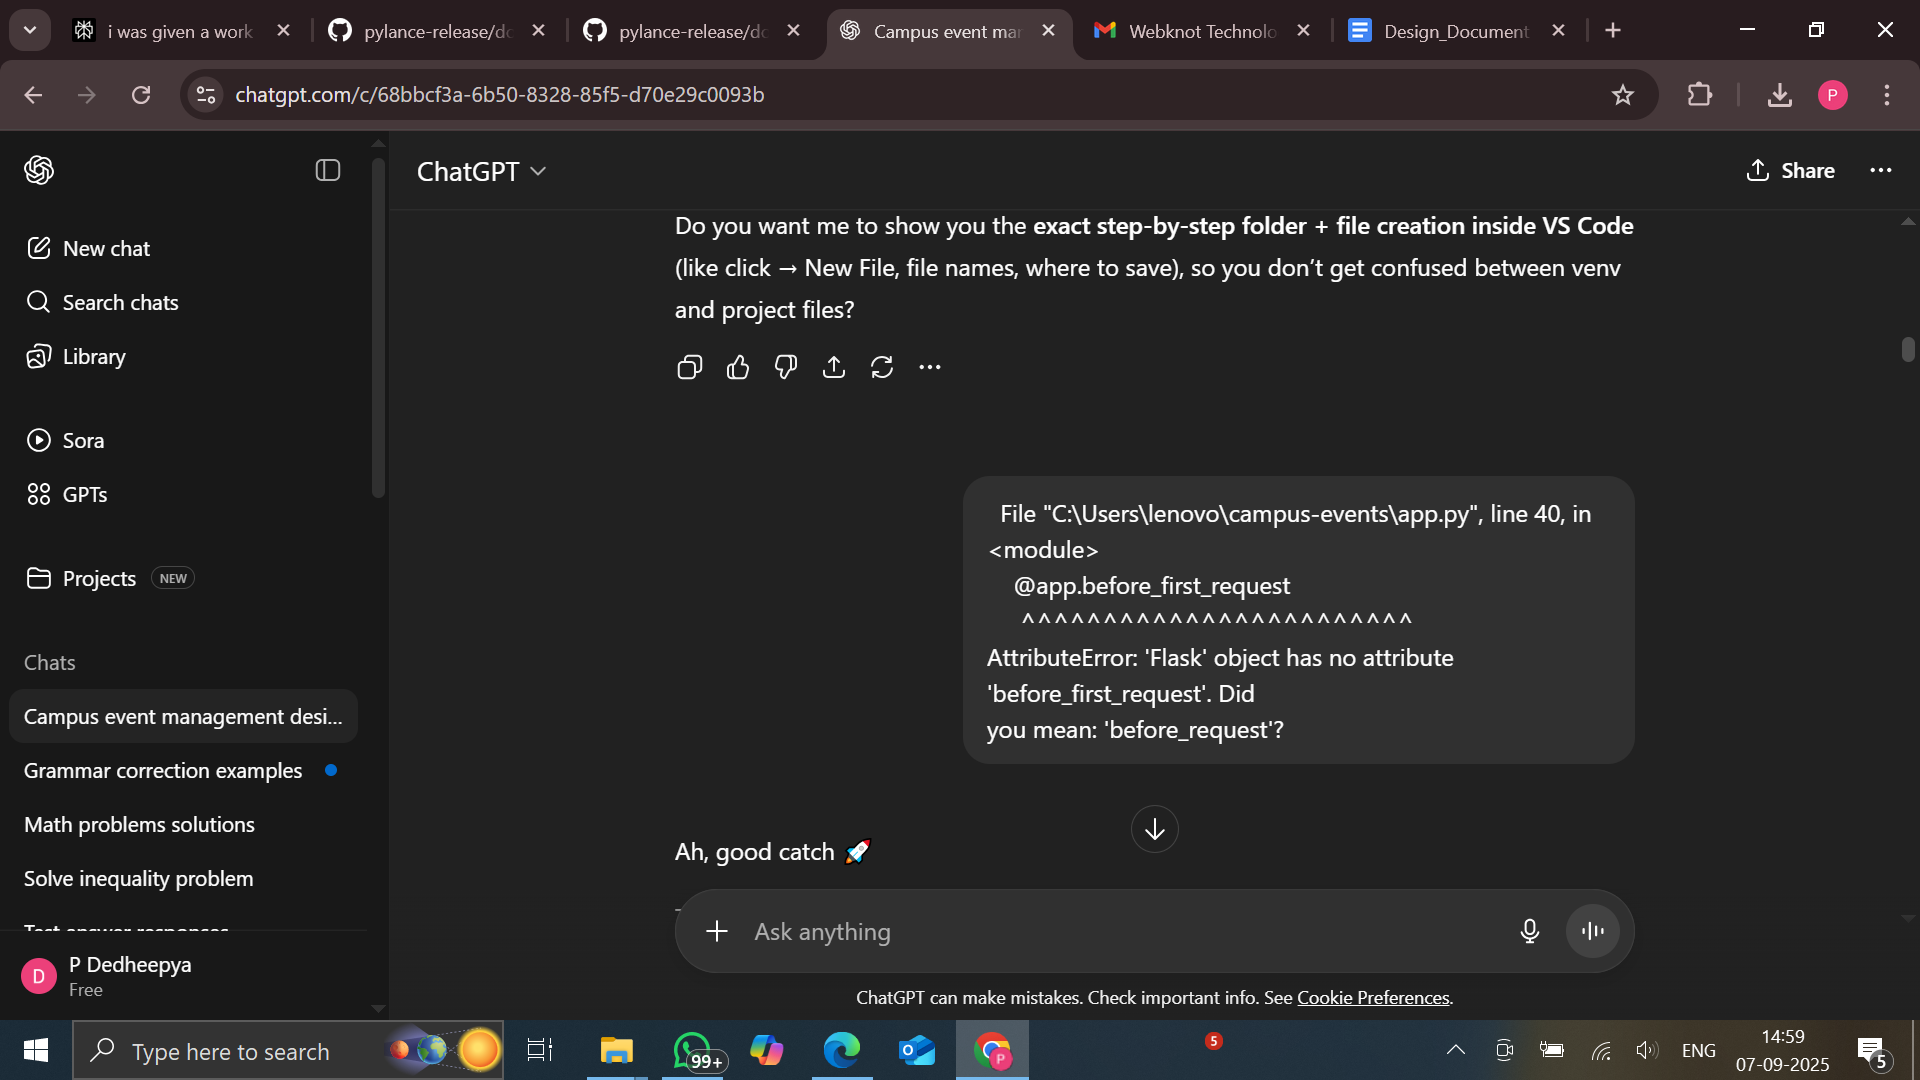 i was given a work
pylance-release/do
pylance-release/do
Campus event mar
Webknot Technolo
Design_Document
chatgpt.com/c/68bbcf3a-6b50-8328-85f5-d70e29c0093b
P
ChatGPT
Share
New chat
Search chats
Library
Sora
GPTs
Projects NEW
Chats
Campus event management desi...
Grammar correction examples
Math problems solutions
Solve inequality problem
Test answer responses
D
P Dedheepya
Free
Do you want me to show you the exact step-by-step folder + file creation inside VS Code
(like click → New File, file names, where to save), so you don’t get confused between venv
and project files?
File "C:\Users\lenovo\campus-events\app.py", line 40, in
<module>
@app.before_first_request
^^^^^^^^^^^^^^^^^^^^^^^^
AttributeError: 'Flask' object has no attribute
'before_first_request'. Did
you mean: 'before_request'?
Ah, good catch 🚀
Ask anything
ChatGPT can make mistakes. Check important info. See Cookie Preferences.
Type here to search
99+
P
5
ENG
14:59
07-09-2025
5